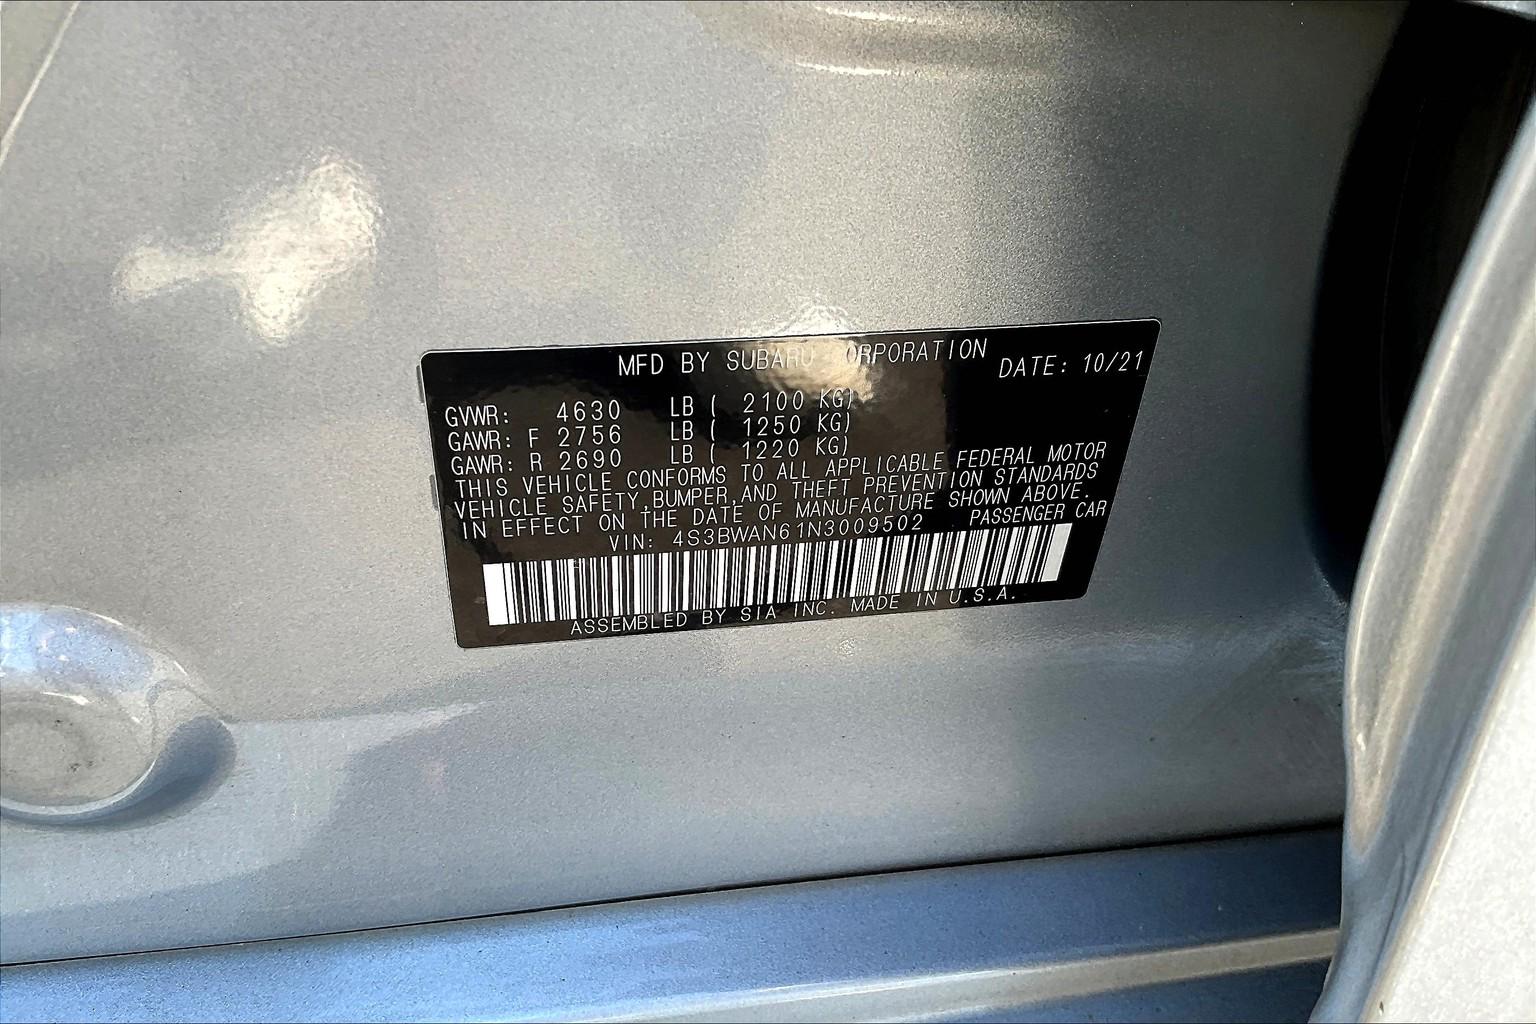 MFD BY SUBARU CORPORATION DATE: 10/21
GVWR: 4630 LB ( 2100 KG)
GAWR: F 2756 LB ( 1250 KG)
GAWR: R 2690 LB ( 1220 KG)
THIS VEHICLE CONFORMS TO ALL APPLICABLE FEDERAL MOTOR
VEHICLE SAFETY,BUMPER,AND THEFT PREVENTION STANDARDS
IN EFFECT ON THE DATE OF MANUFACTURE SHOWN ABOVE.
VIN: 4S3BWAN61N3009502 PASSENGER CAR
ASSEMBLED BY SIA INC. MADE IN U.S.A.